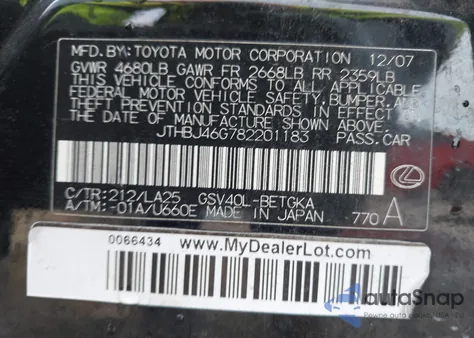 MFD. BY: TOYOTA MOTOR CORPORATION 12/07
GVWR 4680LB GAWR FR 2668LB RR 2359LB
THIS VEHICLE CONFORMS TO ALL APPLICABLE
FEDERAL MOTOR VEHICLE SAFETY, BUMPER, AND
THEFT PREVENTION STANDARDS IN EFFECT ON
THE DATE OF MANUFACTURE SHOWN ABOVE.
JTHBJ46G782201183 PASS. CAR
C/TR: 212/LA25 GSV40L-BETGKA
A/TM: -01A/U660E MADE IN JAPAN 770 A
0066434
www.MyDealerLot.com
autoSnap